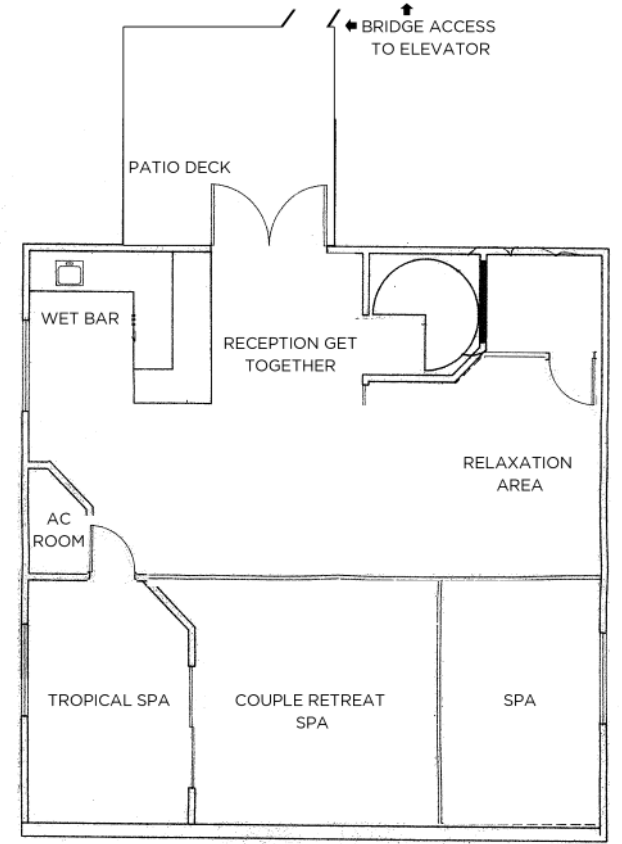 BRIDGE ACCESS
TO ELEVATOR
PATIO DECK
WET BAR
RECEPTION GET
TOGETHER
RELAXATION
AREA
AC
ROOM
TROPICAL SPA
COUPLE RETREAT
SPA
SPA